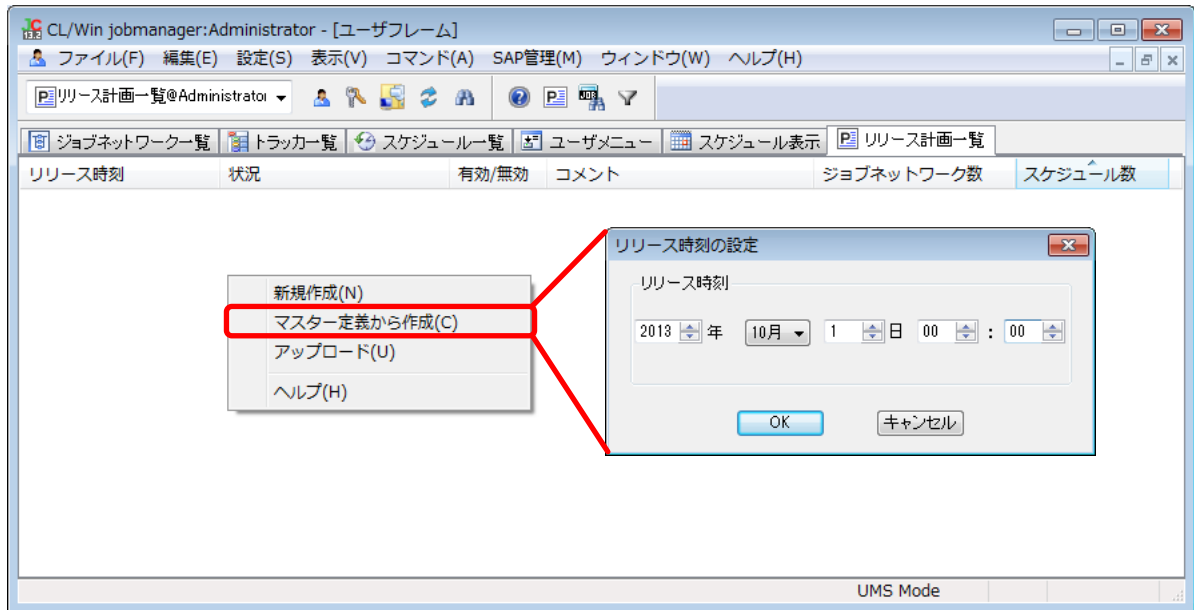 CL/Win jobmanager:Administrator - [ユーザフレーム]
ファイル(F) 編集(E) 設定(S) 表示(V) コマンド(A) SAP管理(M) ウィンドウ(W) ヘルプ(H)
リリース計画一覧@Administrator
ジョブネットワーク一覧 トラッカ一覧 スケジュール一覧 ユーザメニュー スケジュール表示 リリース計画一覧
リリース時刻 状況 有効/無効 コメント ジョブネットワーク数 スケジュール数
新規作成(N)
マスター定義から作成(C)
アップロード(U)
ヘルプ(H)
リリース時刻の設定
リリース時刻
2013 年 10月 1 日 00 : 00
OK キャンセル
UMS Mode